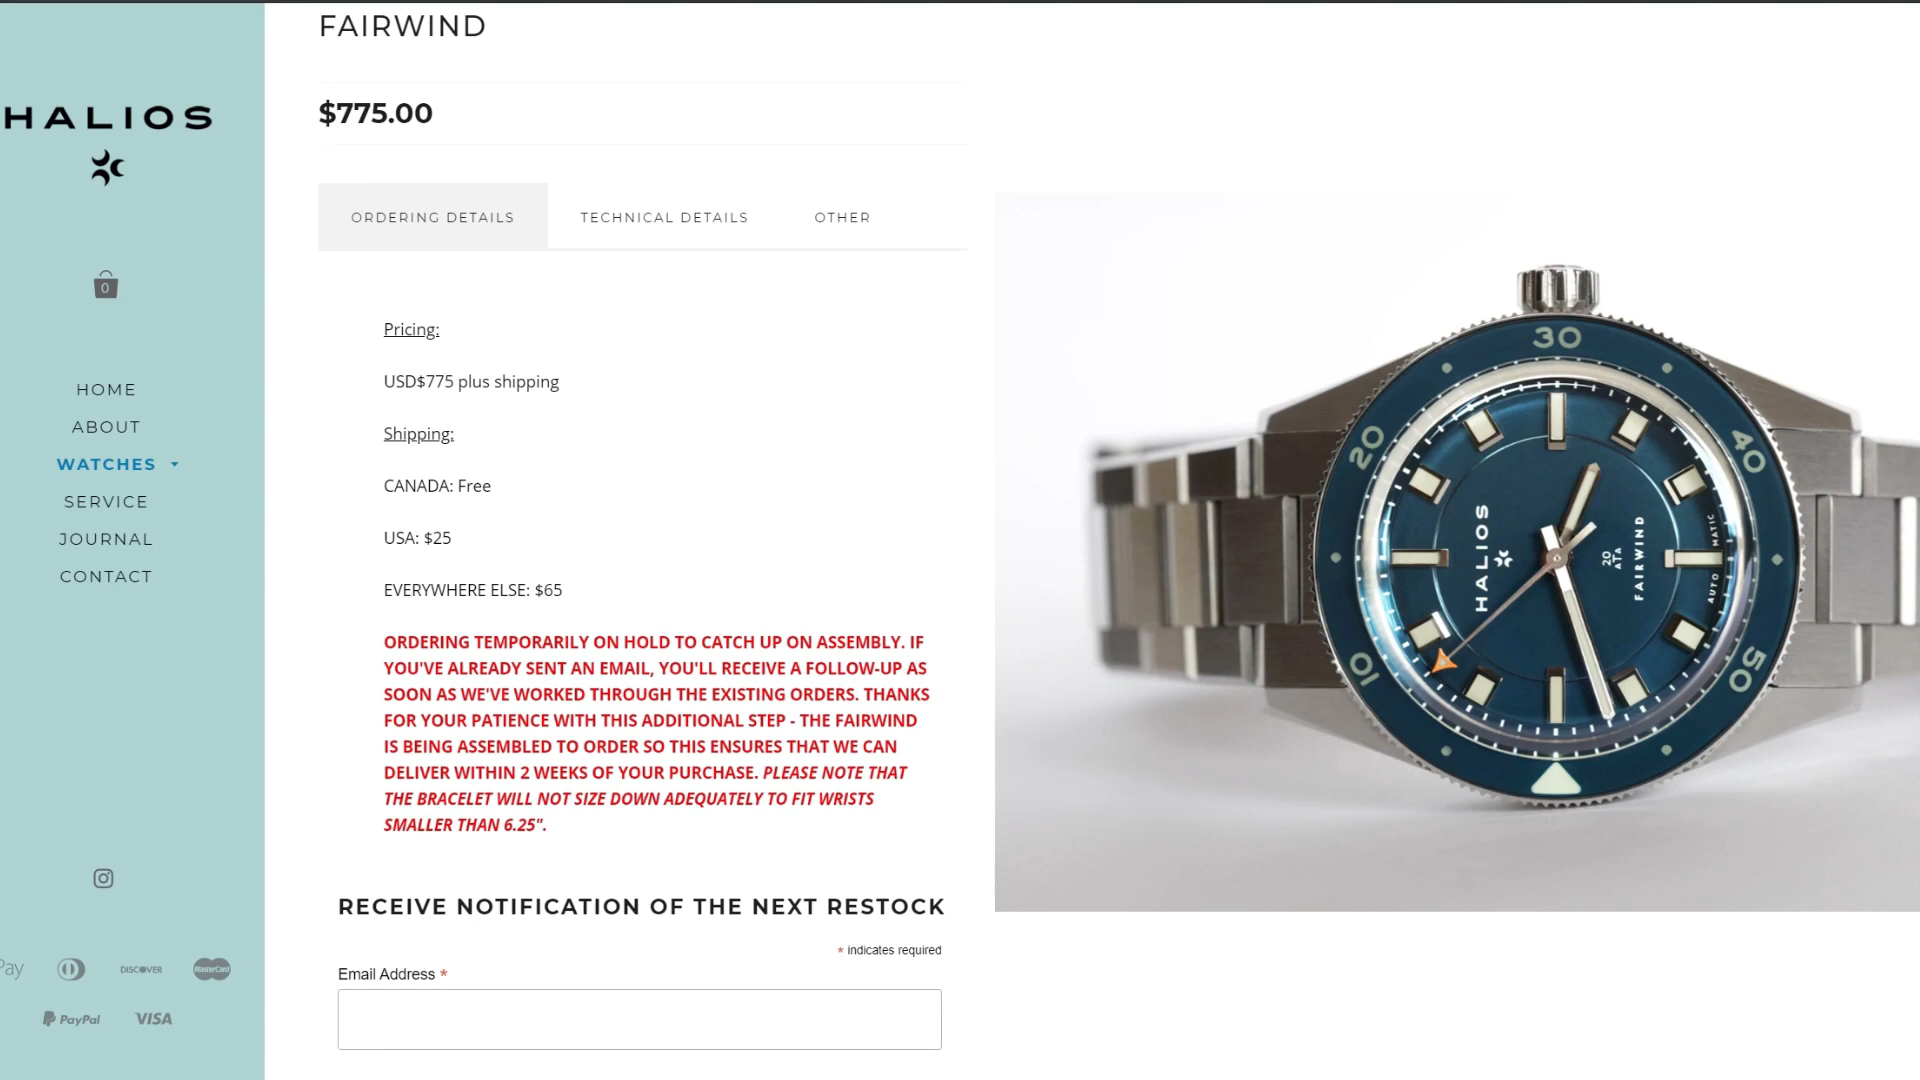 FAIRWIND
HALIOS
$775.00
0
HOME
ABOUT
WATCHES
SERVICE
JOURNAL
CONTACT
Pay
DISCOVER
MasterCard
PayPal
VISA
ORDERING DETAILS
TECHNICAL DETAILS
OTHER
Pricing:
USD$775 plus shipping
Shipping:
CANADA: Free
USA: $25
EVERYWHERE ELSE: $65
ORDERING TEMPORARILY ON HOLD TO CATCH UP ON ASSEMBLY. IF
YOU'VE ALREADY SENT AN EMAIL, YOU'LL RECEIVE A FOLLOW-UP AS
SOON AS WE'VE WORKED THROUGH THE EXISTING ORDERS. THANKS
FOR YOUR PATIENCE WITH THIS ADDITIONAL STEP - THE FAIRWIND
IS BEING ASSEMBLED TO ORDER SO THIS ENSURES THAT WE CAN
DELIVER WITHIN 2 WEEKS OF YOUR PURCHASE. PLEASE NOTE THAT
THE BRACELET WILL NOT SIZE DOWN ADEQUATELY TO FIT WRISTS
SMALLER THAN 6.25".
RECEIVE NOTIFICATION OF THE NEXT RESTOCK
* indicates required
Email Address *
30
20
40
10
50
HALIOS
20
ATA
FAIRWIND
AUTO MATIC